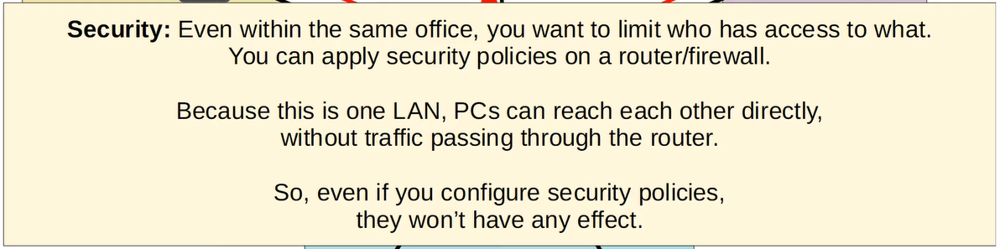 Security: Even within the same office, you want to limit who has access to what.
You can apply security policies on a router/firewall.
Because this is one LAN, PCs can reach each other directly,
without traffic passing through the router.
So, even if you configure security policies,
they won’t have any effect.